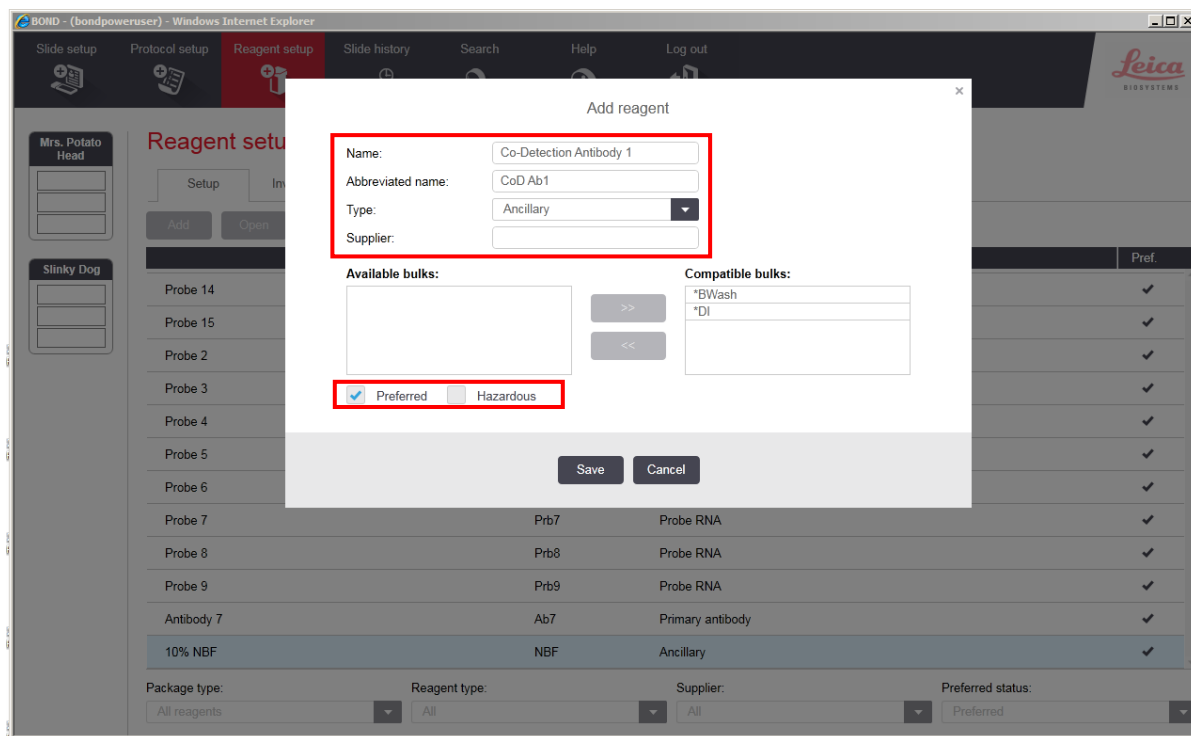 BOND - (bondpoweruser) - Windows Internet Explorer
Slide setup Protocol setup Reagent setup Slide history Search Help Log out
Leica
BIOSYSTEMS
Add reagent
Mrs. Potato
Head
Reagent setu
Name: Co-Detection Antibody 1
Abbreviated name: CoD Ab1
Setup In
Type: Ancillary
Add Open
Supplier:
Pref.
Slinky Dog
Available bulks: Compatible bulks:
Probe 14
*BWash
>>
*DI
Probe 15
<<
Probe 2
Probe 3
Preferred Hazardous
Probe 4
Probe 5
Save Cancel
Probe 6
Probe 7 Prb7 Probe RNA
Probe 8 Prb8 Probe RNA
Probe 9 Prb9 Probe RNA
Antibody 7 Ab7 Primary antibody
10% NBF NBF Ancillary
Package type: Reagent type: Supplier: Preferred status:
All reagents All All Preferred